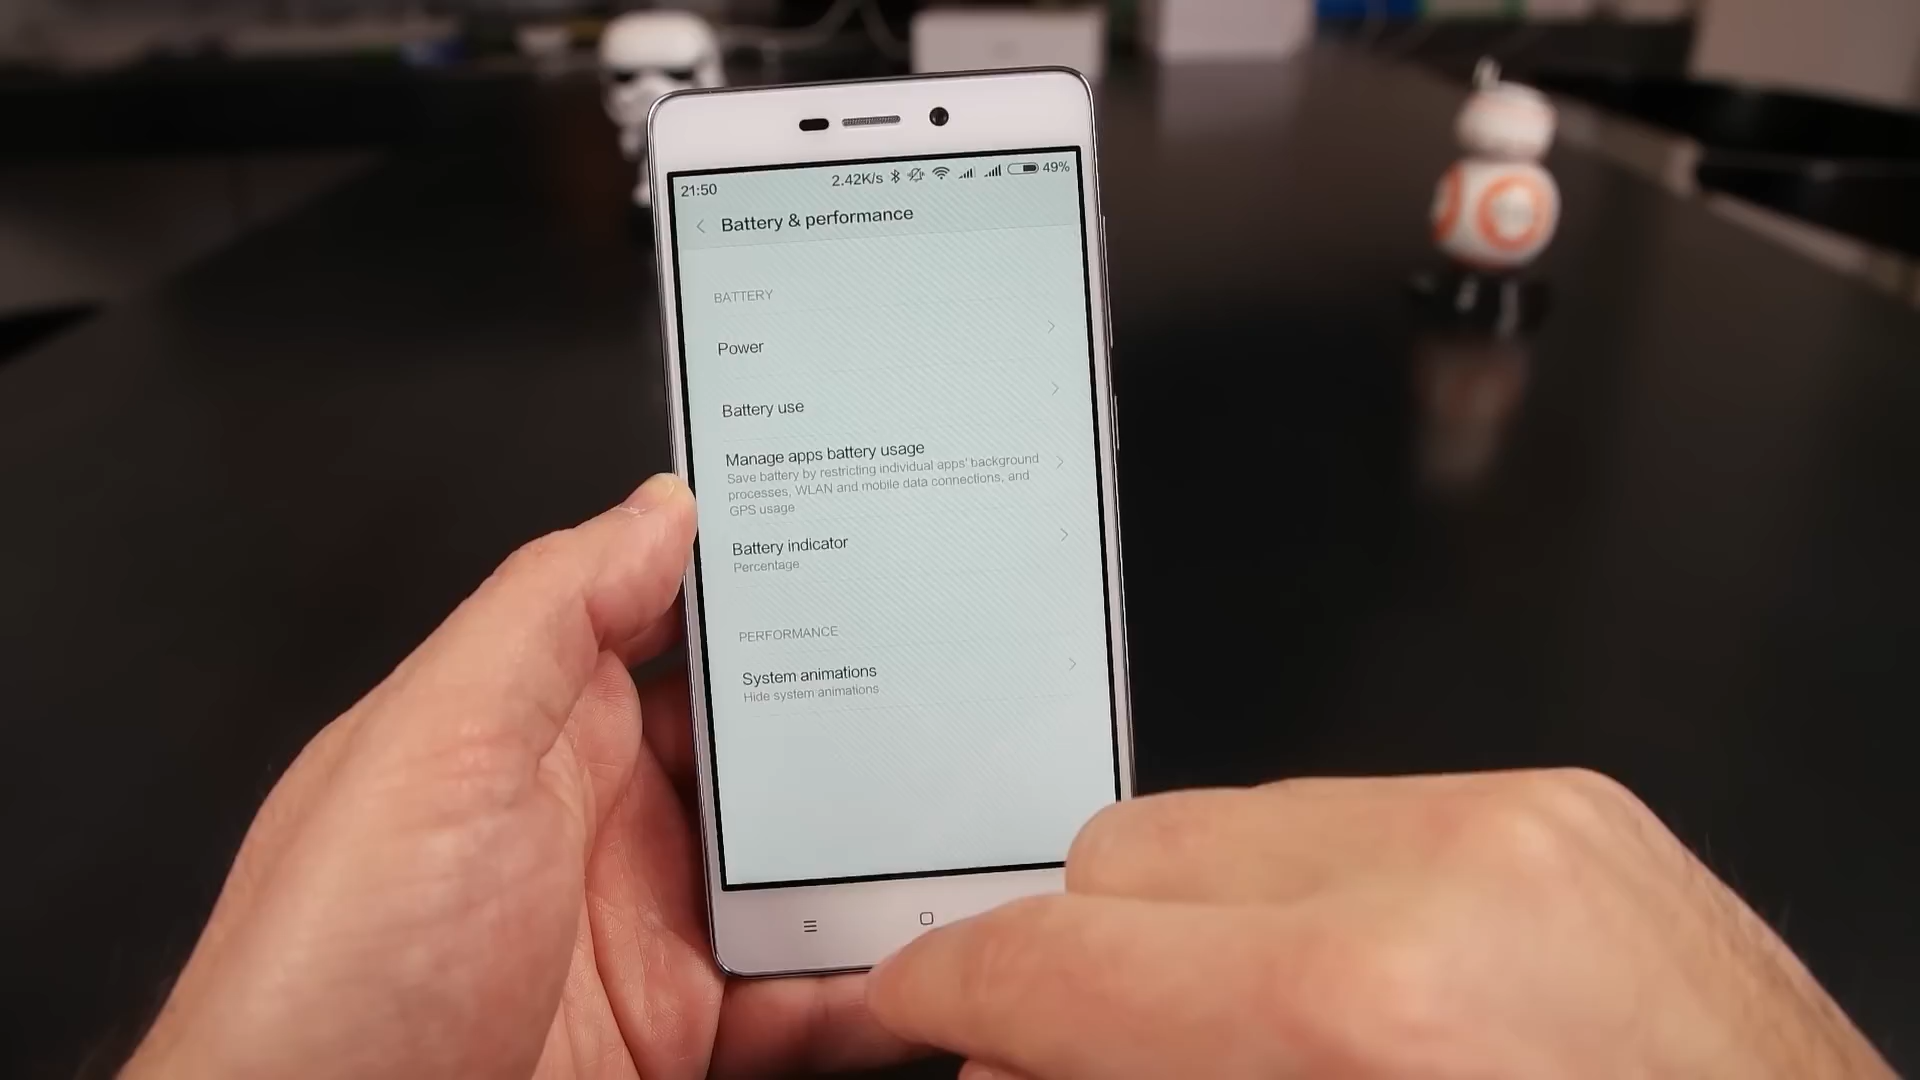 21:50 2.42K/s 49%
Battery & performance
BATTERY
Power
Battery use
Manage apps battery usage
Save battery by restricting individual apps' background
processes, WLAN and mobile data connections, and
GPS usage
Battery indicator
Percentage
PERFORMANCE
System animations
Hide system animations